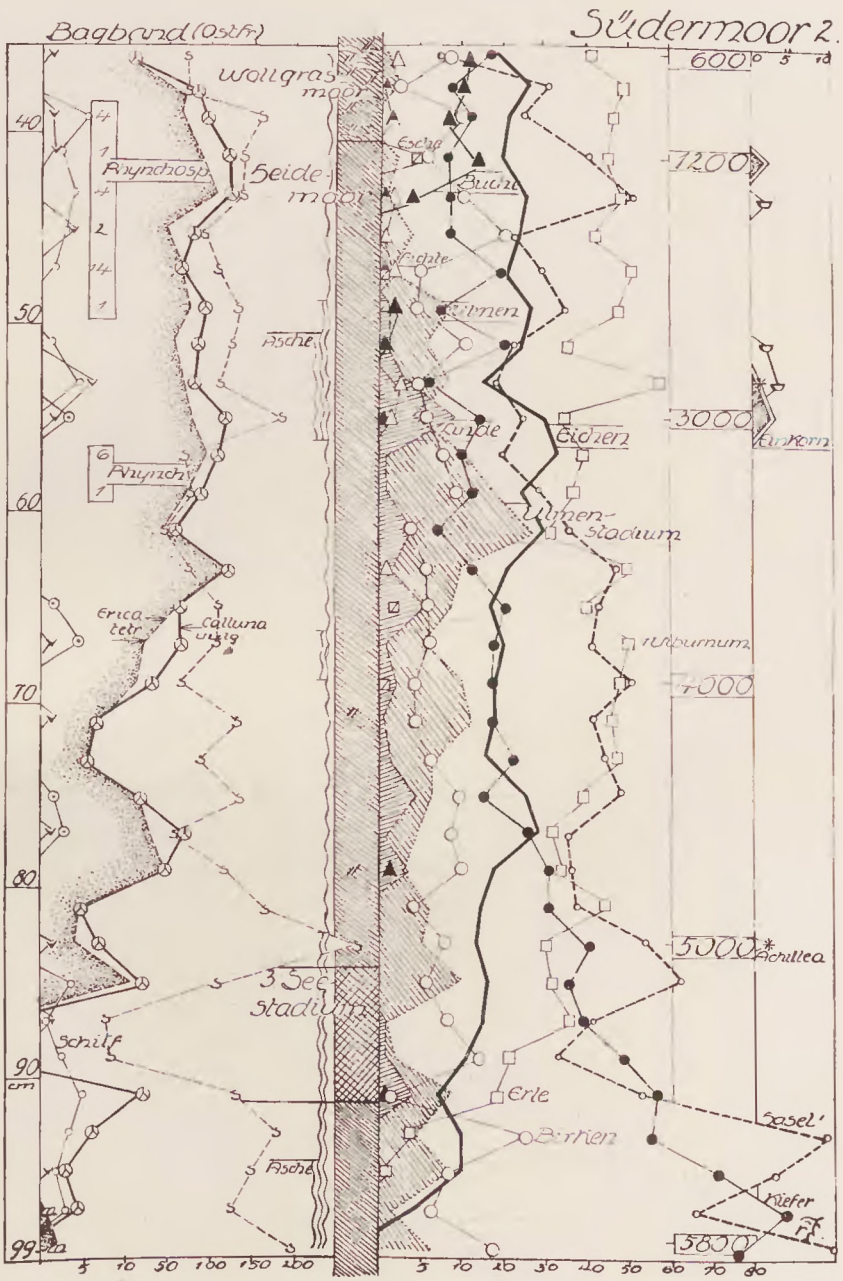 Bagband (Ostfr)
Südermoor 2.
600
0 5 10
Wollgras
moor
40
4
1
4
2
14
1
Rhynchosp
Heide-
moor
Esche
Buche
1200
Fichte
50
Ulmen
Asche
Linde
Eichen
3000
Einkorn
6
1
Rhynch
60
Ulmen-
stadium
Erica
tetr
Calluna
vulg
Viburnum
70
4000
80
5000
*
Achillea
3 See-
stadium
Schilf
90
cm
Erle
Birken
Hasel
Asche
Kiefer
99
5800
5 10 50 100 150 200
5 10 20 30 40 50 60 70 80